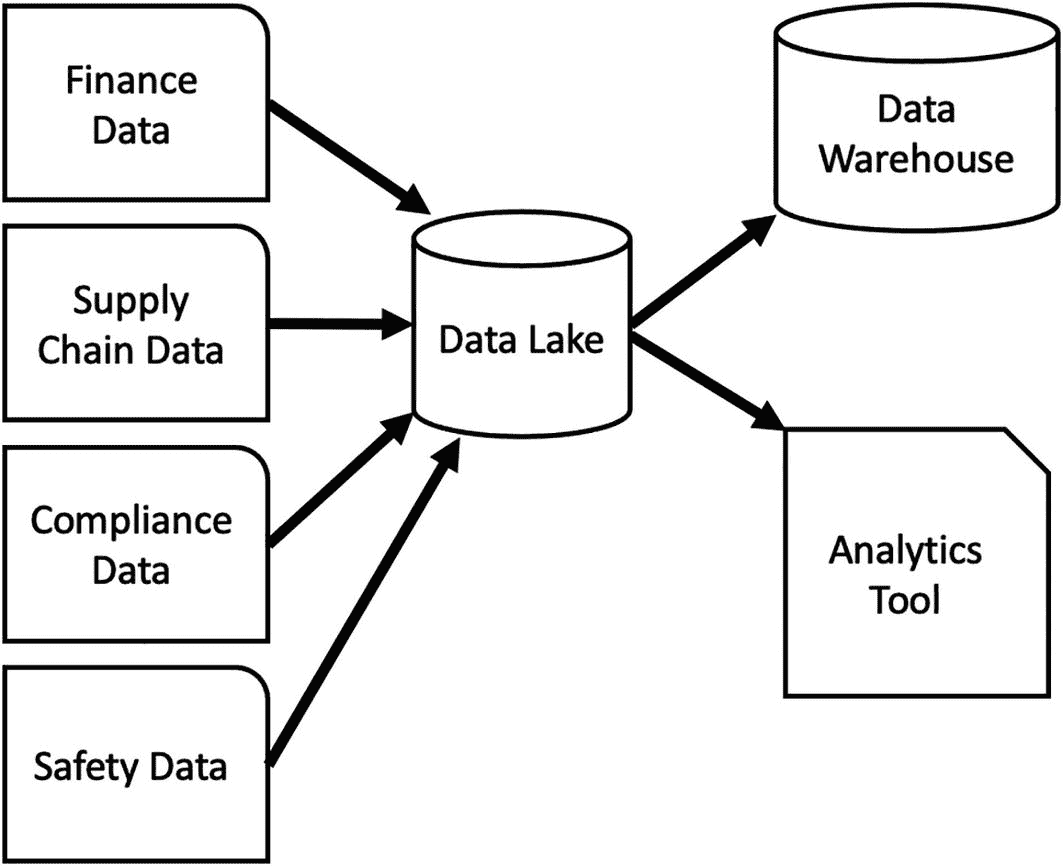 Finance
Data
Supply
Chain Data
Compliance
Data
Safety Data
Data Lake
Data
Warehouse
Analytics
Tool